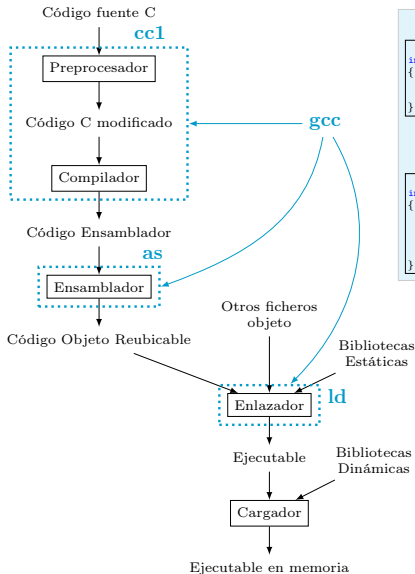 Código fuente C
cc1
Preprocesador
Código C modificado
gcc
Compilador
Código Ensamblador
as
Ensamblador
Otros ficheros
objeto
Código Objeto Reubicable
Bibliotecas
Estáticas
ld
Enlazador
Ejecutable
Bibliotecas
Dinámicas
Cargador
Ejecutable en memoria
{
}
{
}